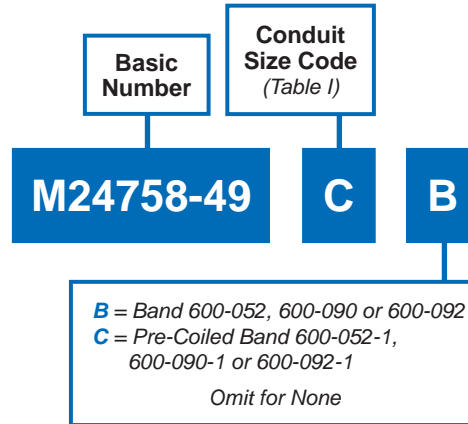 Basic
Number
Conduit
Size Code
(Table I)
M24758-49
C
B
B = Band 600-052, 600-090 or 600-092
C = Pre-Coiled Band 600-052-1,
600-090-1 or 600-092-1
Omit for None